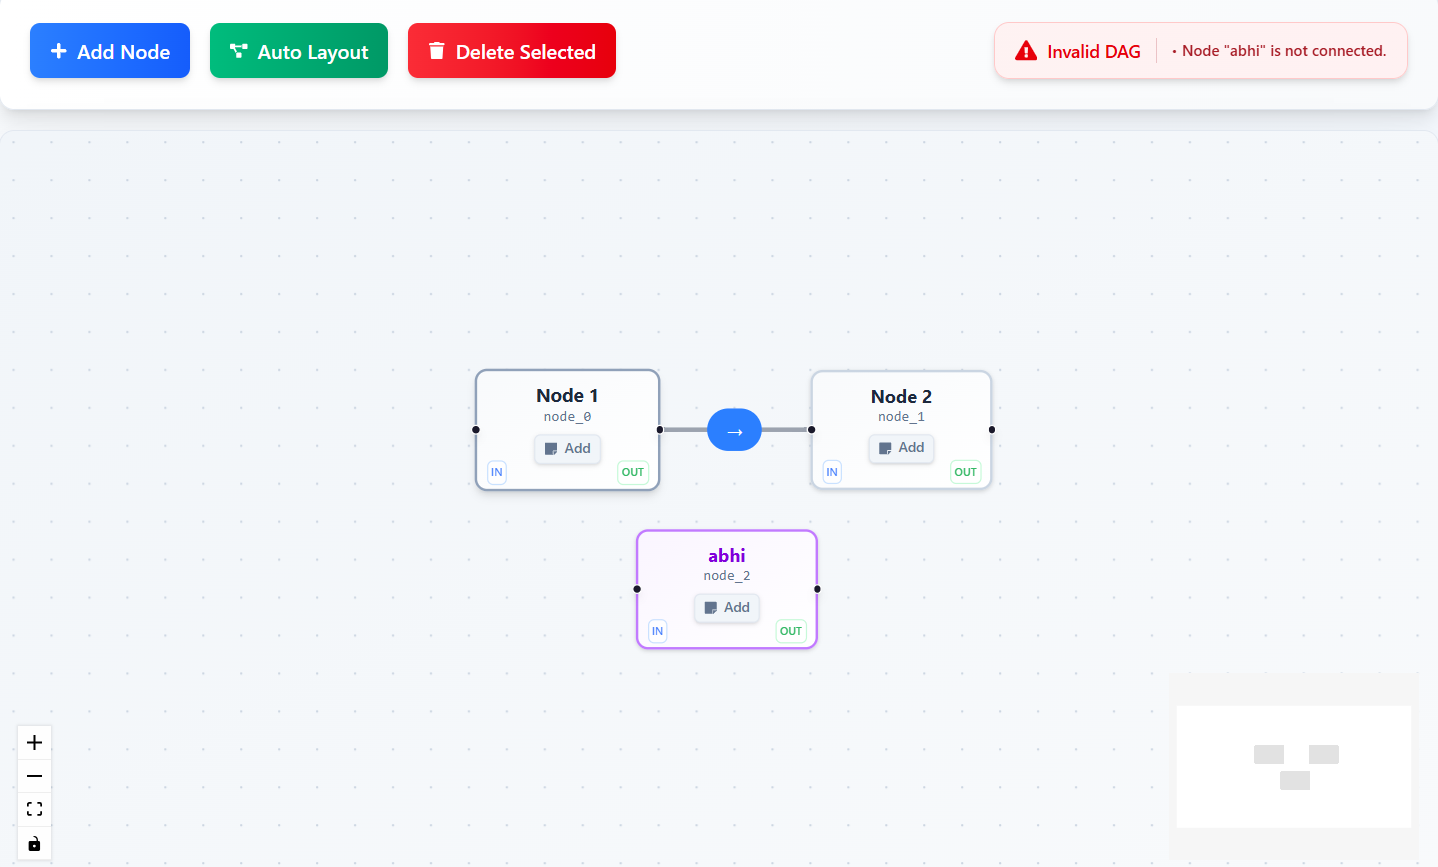 Add Node
Auto Layout
Delete Selected
Invalid DAG
• Node "abhi" is not connected.
Node 1
node_0
Add
IN
OUT
→
Node 2
node_1
Add
IN
OUT
abhi
node_2
Add
IN
OUT